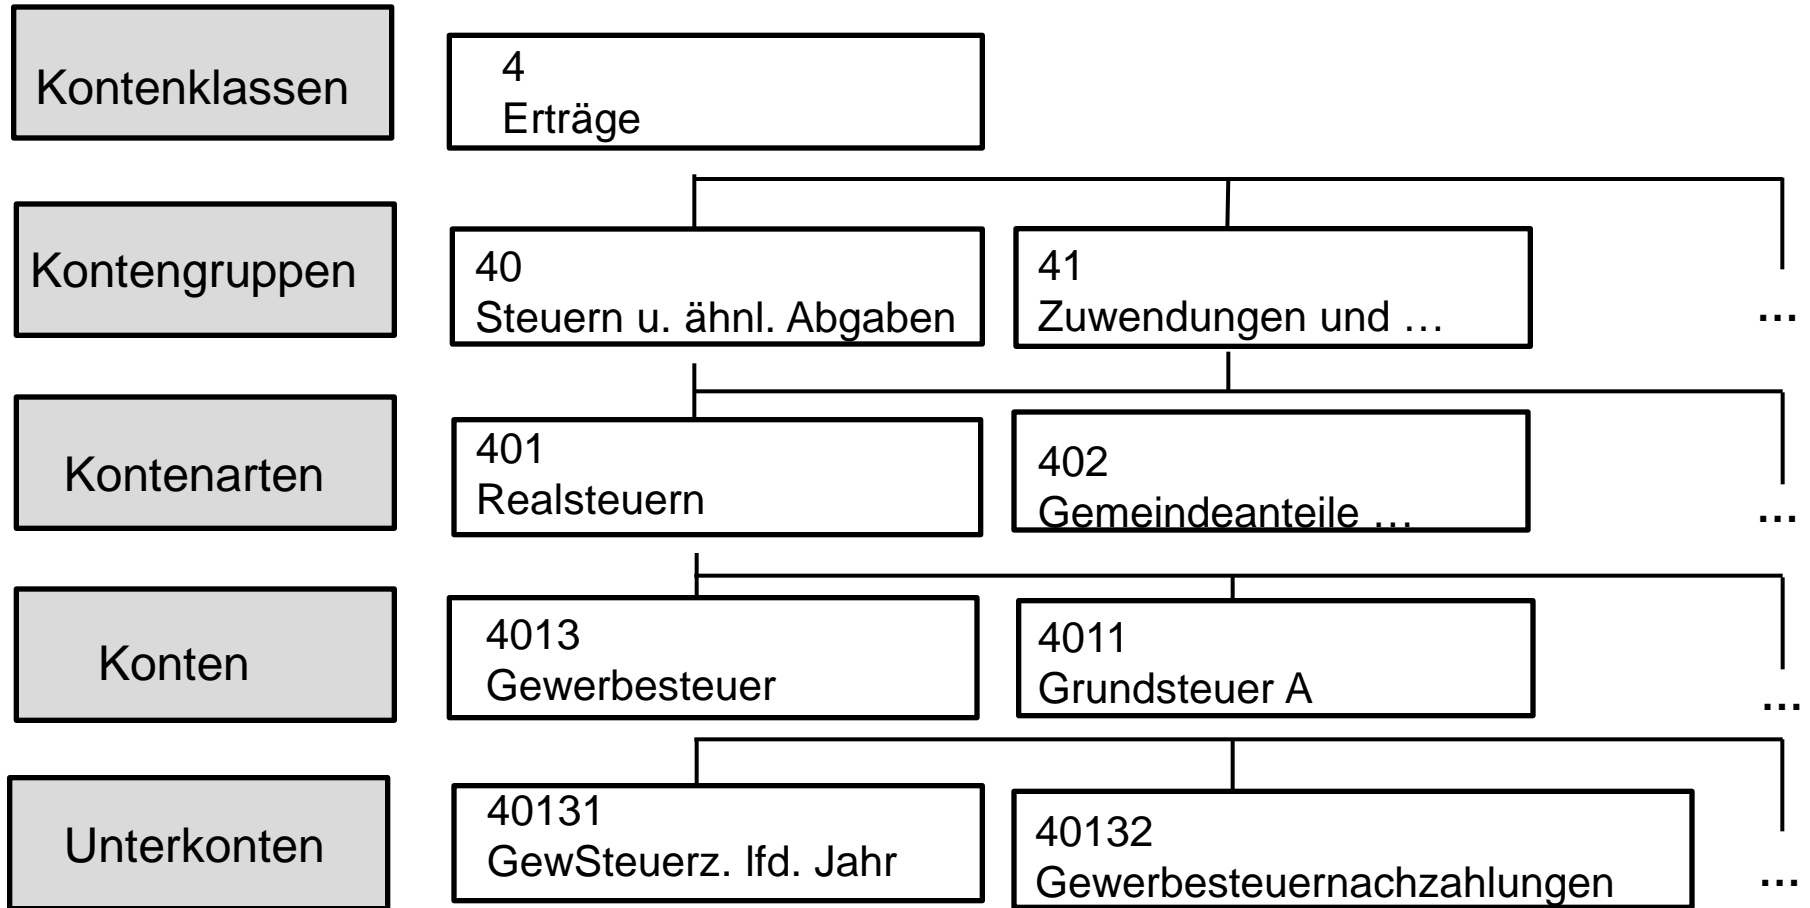 Kontenklassen
4
Erträge
Kontengruppen
40
Steuern u. ähnl. Abgaben
41
Zuwendungen und …
...
Kontenarten
401
Realsteuern
402
Gemeindeanteile …
...
Konten
4013
Gewerbesteuer
4011
Grundsteuer A
...
Unterkonten
40131
GewSteuerz. lfd. Jahr
40132
Gewerbesteuernachzahlungen
...